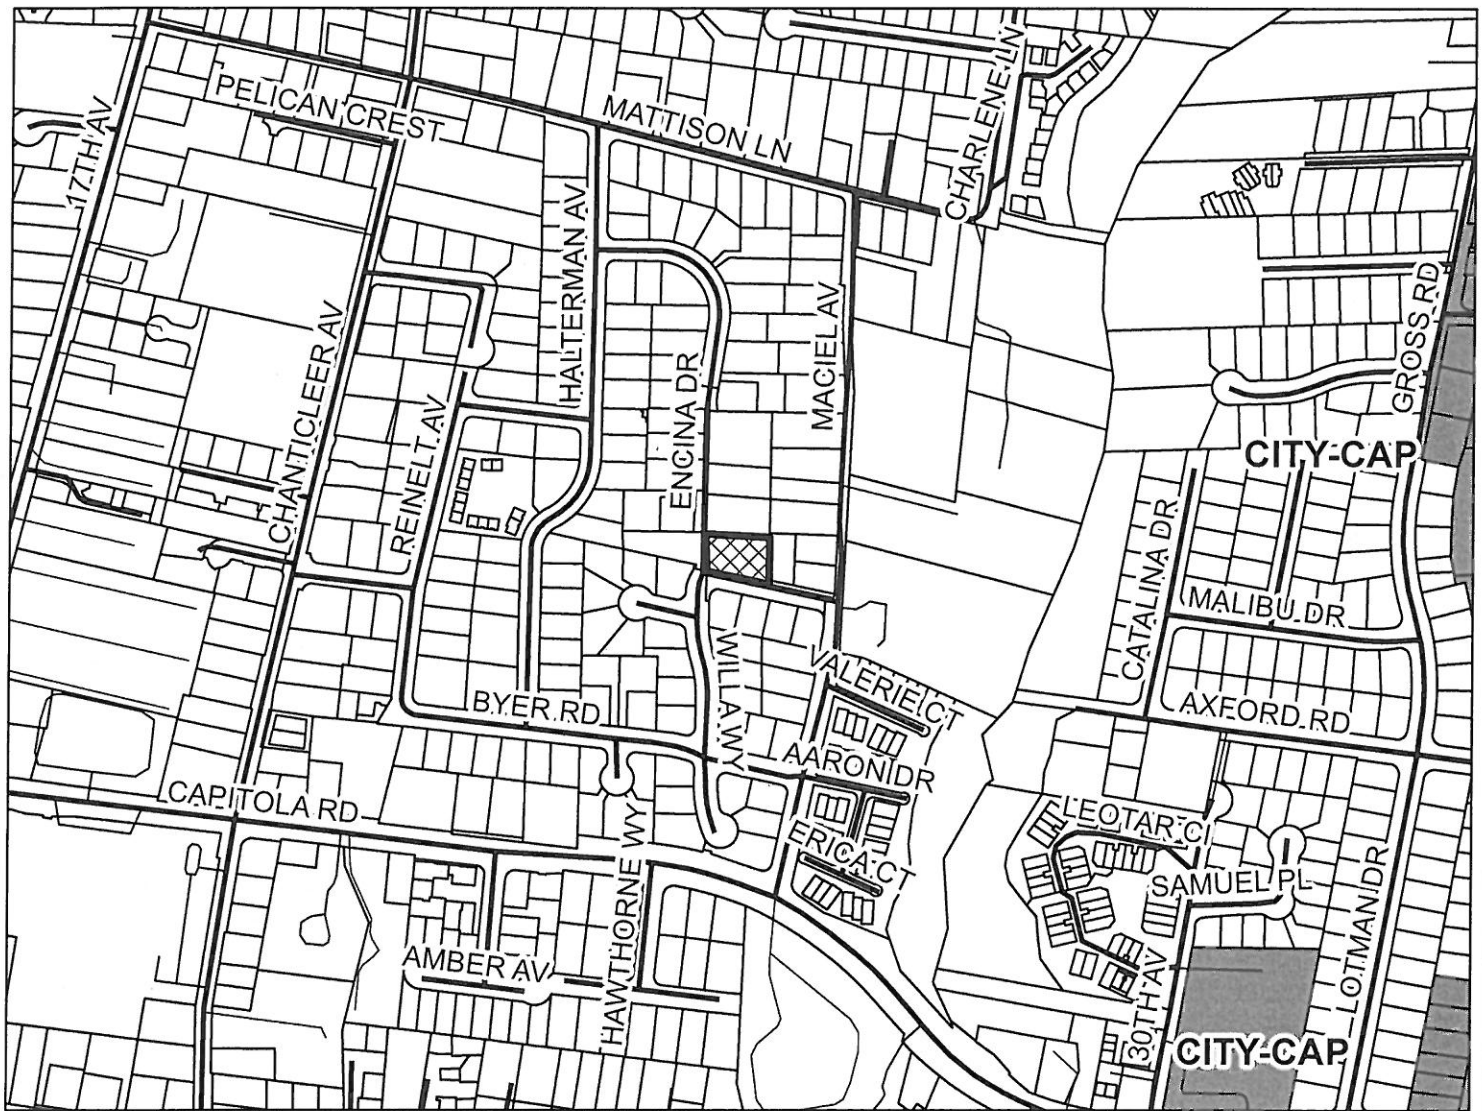 PELICAN CREST
MATTISON LN
CHARLENE LN
17TH AV
HALTERMAN AV
MACIEL AV
GROSS RD
CHANTICLEER AV
ENCINA DR
REINELT AV
CITY-CAP
CATALINA DR
MALIBU DR
WILLA WY
VALERIE CT
BYER RD
AXFORD RD
AARON DR
CAPITOLA RD
LEOTAR CI
ERICA CT
SAMUEL PL
LOTMAN DR
HAWTHORNE WY
AMBER AV
30TH AV
CITY-CAP